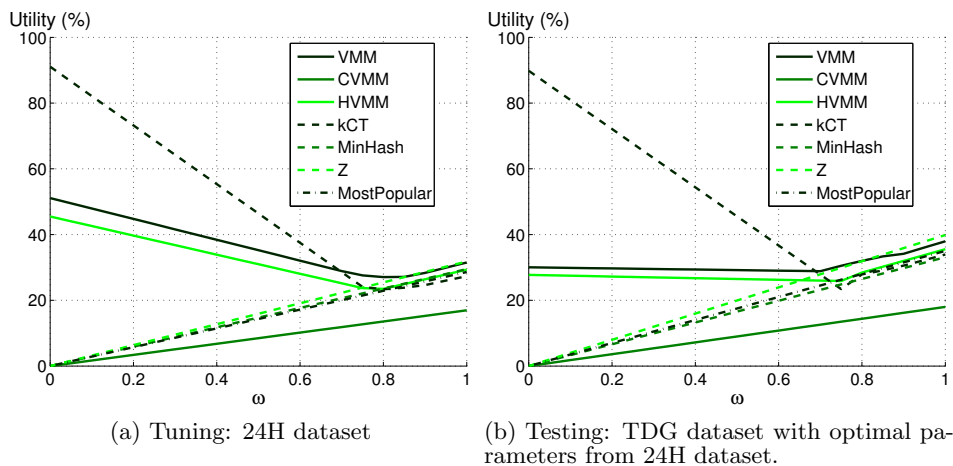 Utility (%)
100
80
60
40
20
0
0
0.2
0.4
0.6
0.8
1
ω
VMM
CVMM
HVMM
kCT
MinHash
Z
MostPopular
(a) Tuning: 24H dataset
Utility (%)
100
80
60
40
20
0
0
0.2
0.4
0.6
0.8
1
ω
VMM
CVMM
HVMM
kCT
MinHash
Z
MostPopular
(b) Testing: TDG dataset with optimal pa-
rameters from 24H dataset.